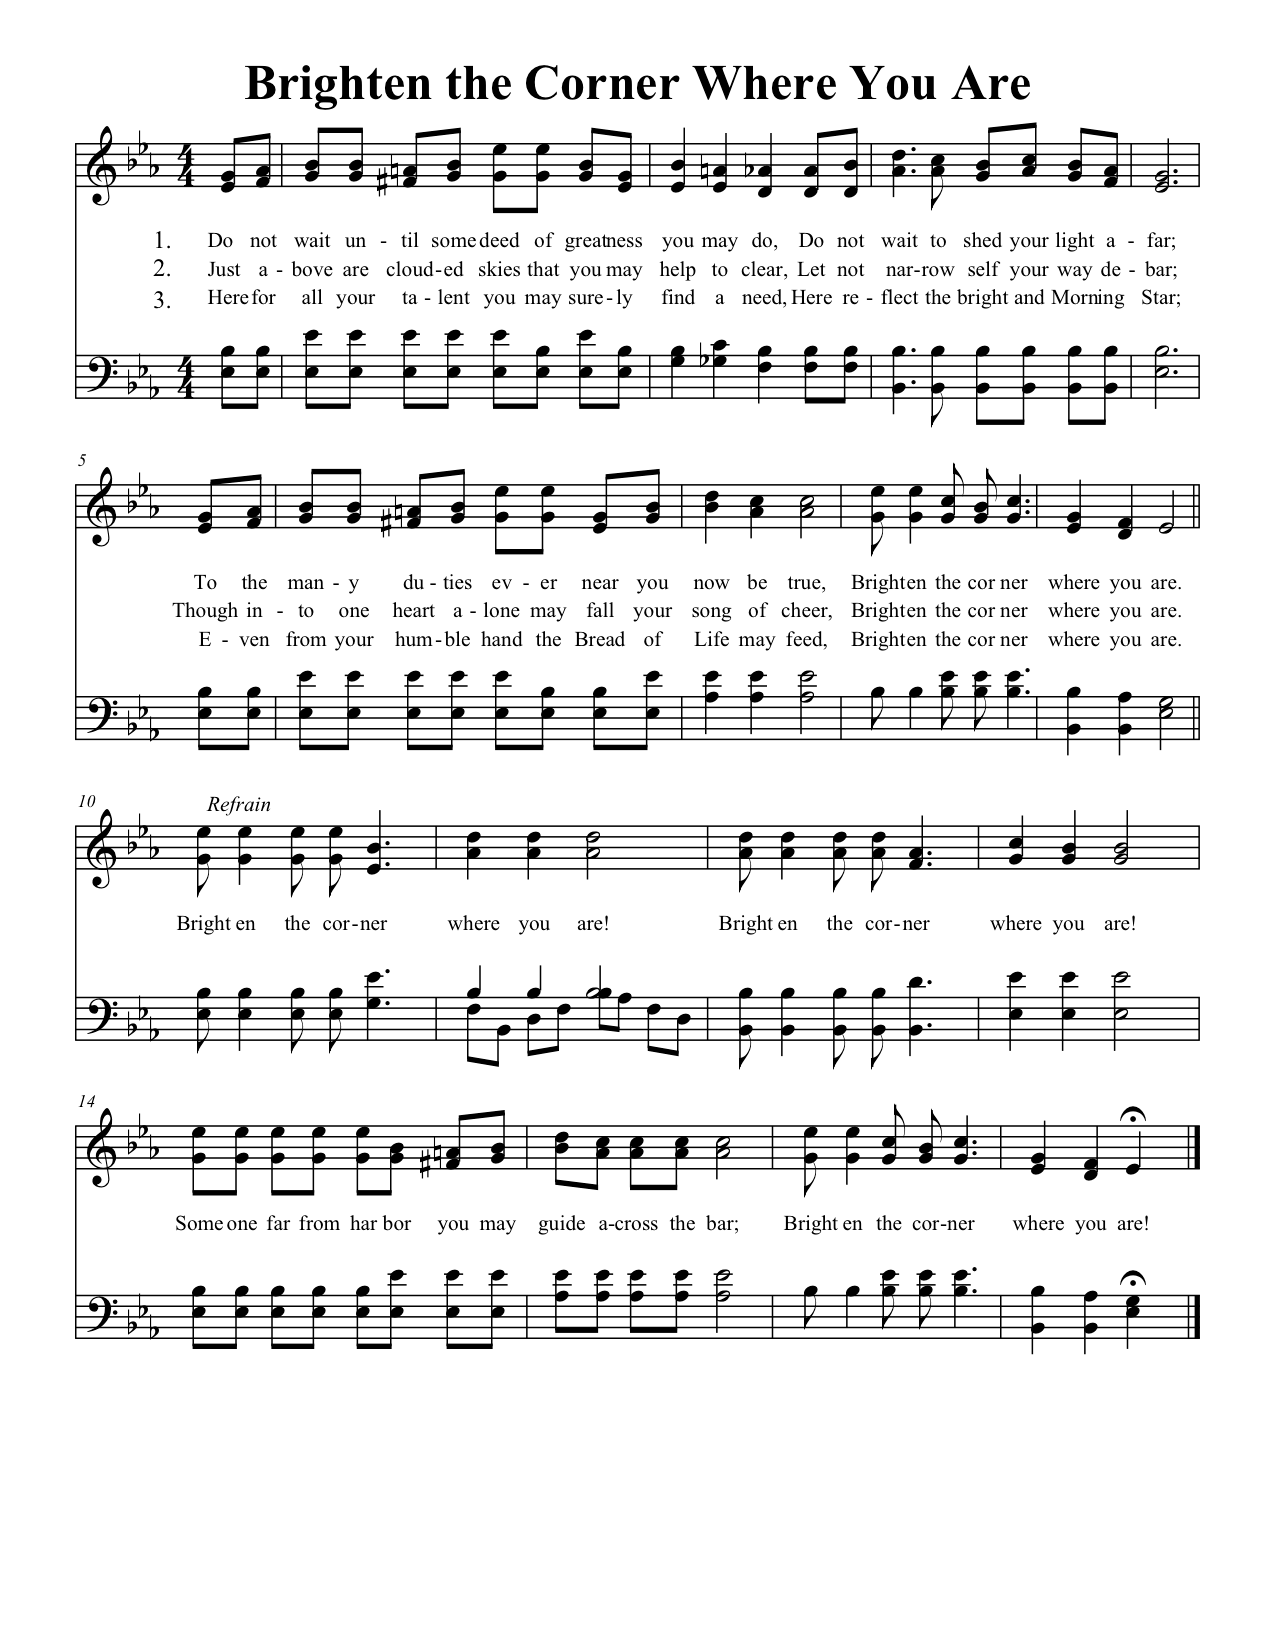 Brighten the Corner Where You Are
1. Do not wait un - til some deed of greatness you may do, Do not wait to shed your light a - far;
2. Just a - bove are cloud - ed skies that you may help to clear, Let not nar - row self your way de - bar;
3. Here for all your ta - lent you may sure - ly find a need, Here re - flect the bright and Morning Star;
5
To the man - y du - ties ev - er near you now be true, Brighten the cor ner where you are.
Though in - to one heart a - lone may fall your song of cheer, Brighten the cor ner where you are.
E - ven from your hum - ble hand the Bread of Life may feed, Brighten the cor ner where you are.
10
Refrain
Bright en the cor - ner where you are! Bright en the cor - ner where you are!
14
Some one far from har bor you may guide a - cross the bar; Bright en the cor - ner where you are!